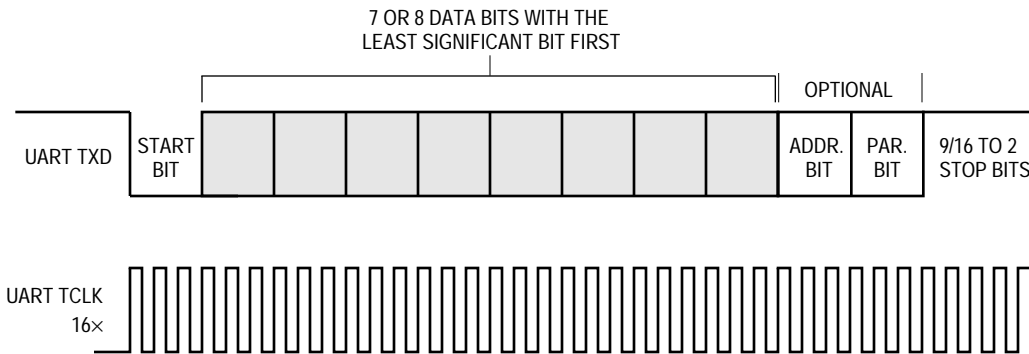 7 OR 8 DATA BITS WITH THE
LEAST SIGNIFICANT BIT FIRST
OPTIONAL
UART TXD
START
BIT
ADDR.
BIT
PAR.
BIT
9/16 TO 2
STOP BITS
UART TCLK
16×